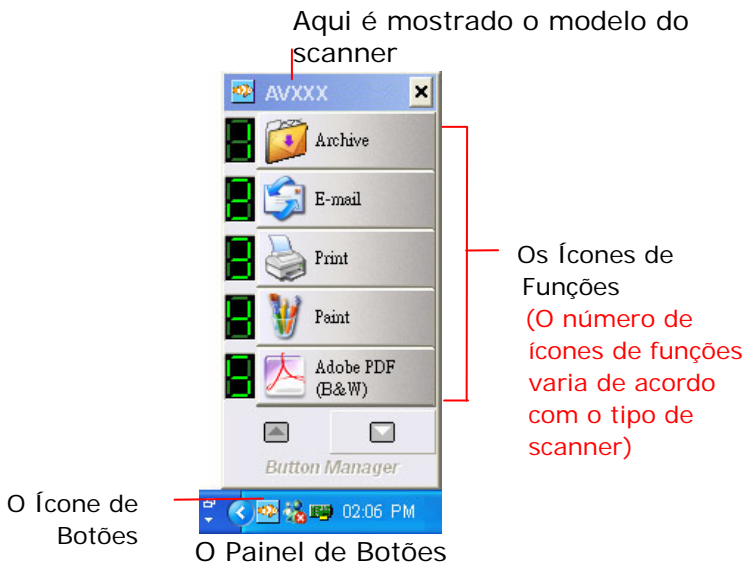 Aqui é mostrado o modelo do
scanner
AVXXX
Archive
E-mail
Print
Paint
Adobe PDF
(B&W)
Button Manager
02:06 PM
Os Ícones de
Funções
(O número de
ícones de funções
varia de acordo
com o tipo de
scanner)
O Ícone de
Botões
O Painel de Botões